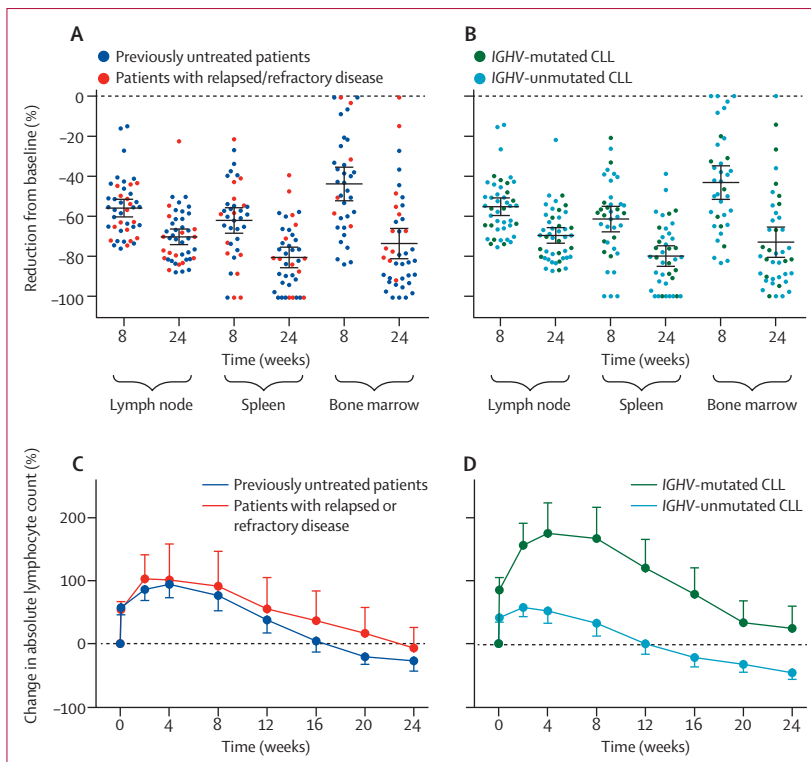 A
Previously untreated patients
Patients with relapsed/refractory disease
Reduction from baseline (%)
0
−20
−40
−60
−80
−100
8
24
8
24
8
24
Time (weeks)
Lymph node
Spleen
Bone marrow
B
IGHV-mutated CLL
IGHV-unmutated CLL
8
24
8
24
8
24
Time (weeks)
Lymph node
Spleen
Bone marrow
C
Previously untreated patients
Patients with relapsed or
refractory disease
Change in absolute lymphocyte count (%)
200
100
0
−100
0
4
8
12
16
20
24
Time (weeks)
D
IGHV-mutated CLL
IGHV-unmutated CLL
0
4
8
12
16
20
24
Time (weeks)